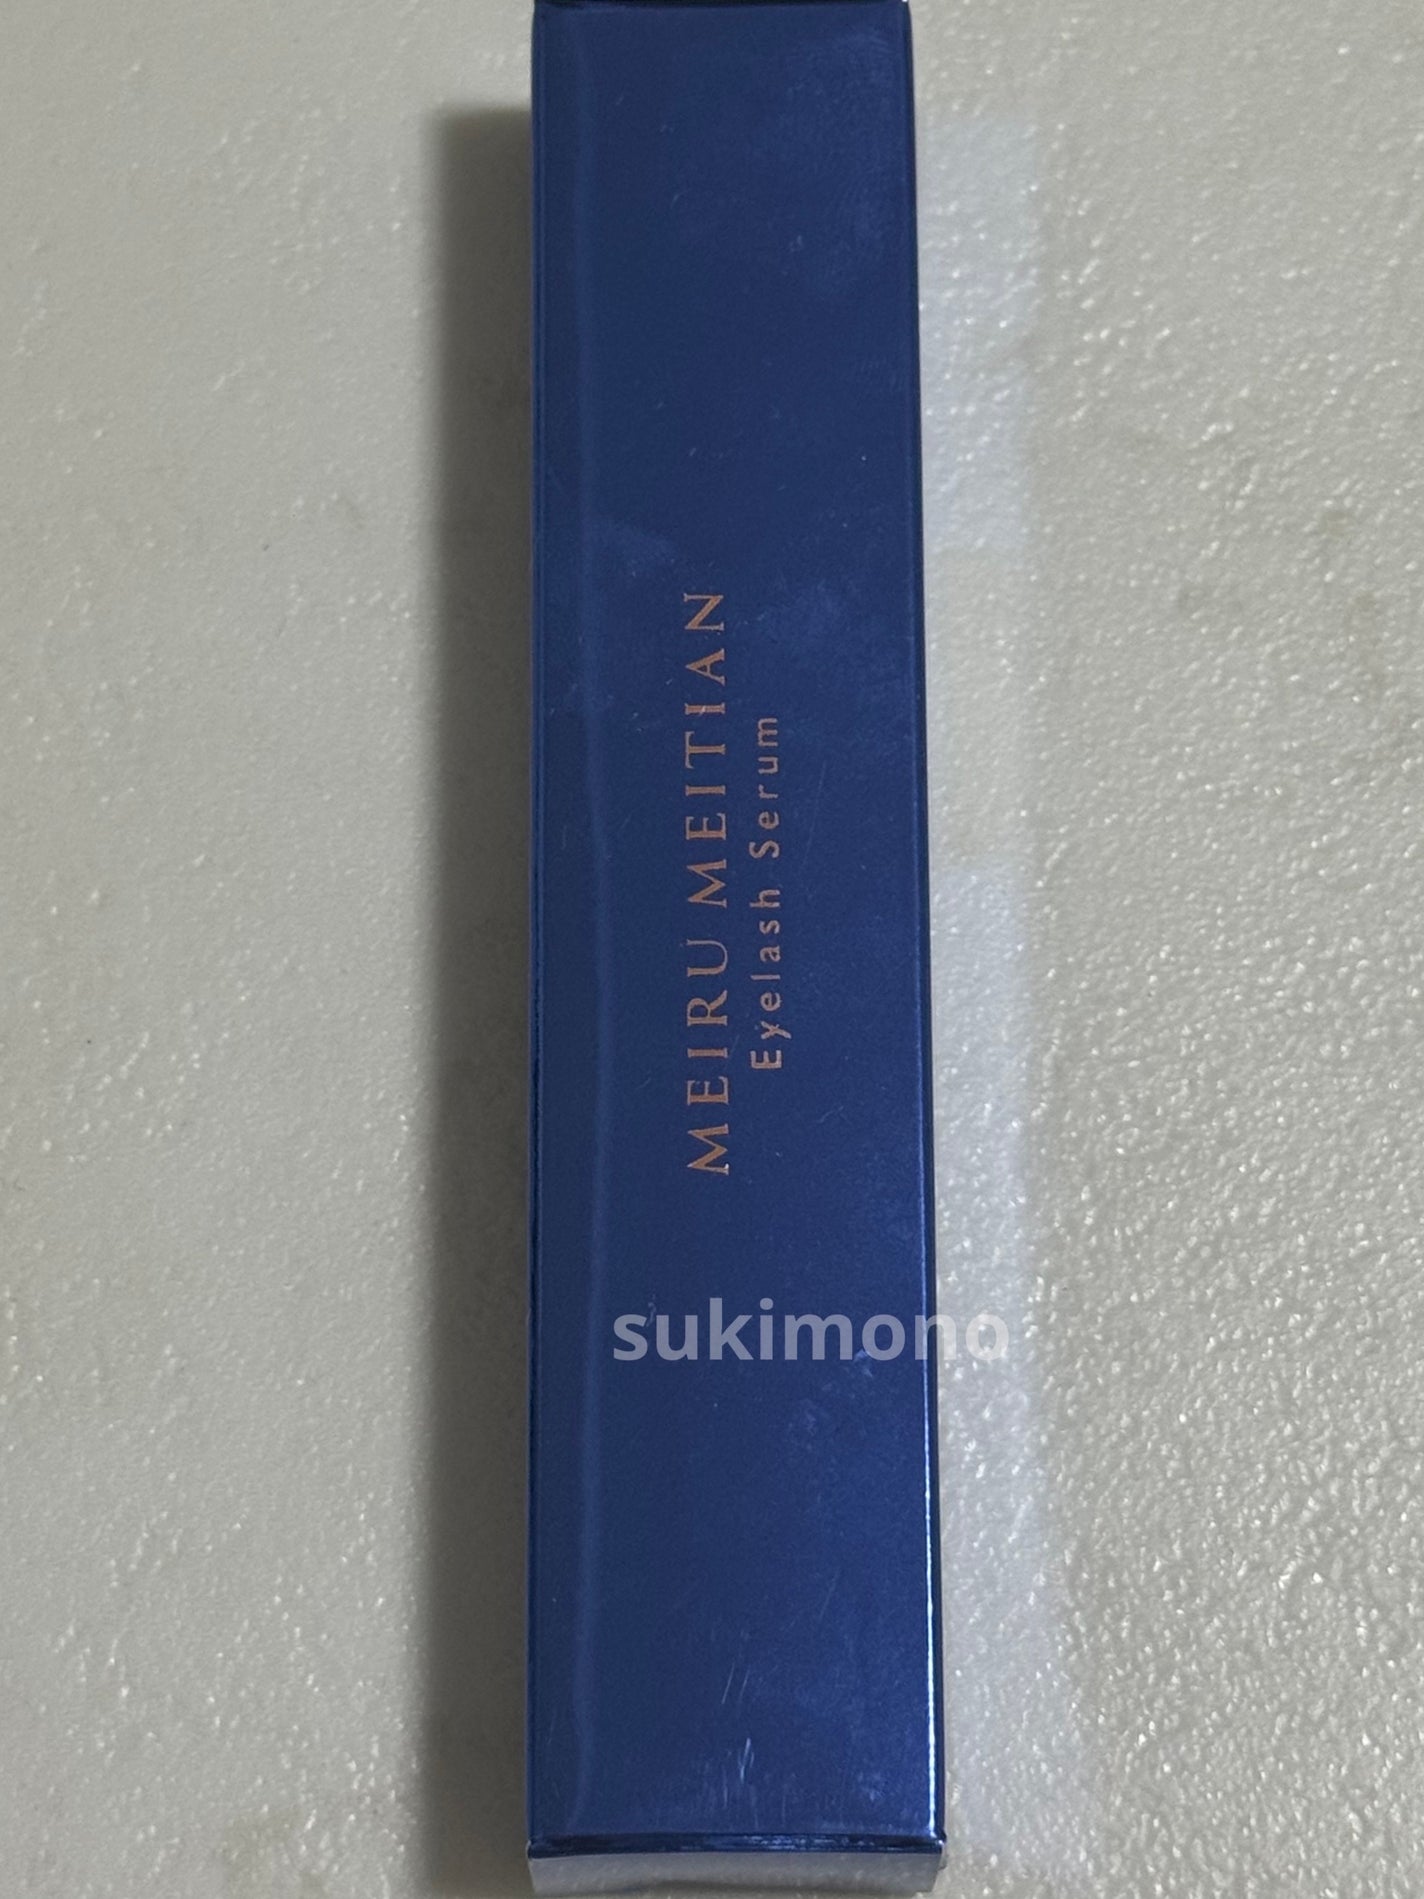 MEIRU MEITIAN
Eyelash Serum
sukimono